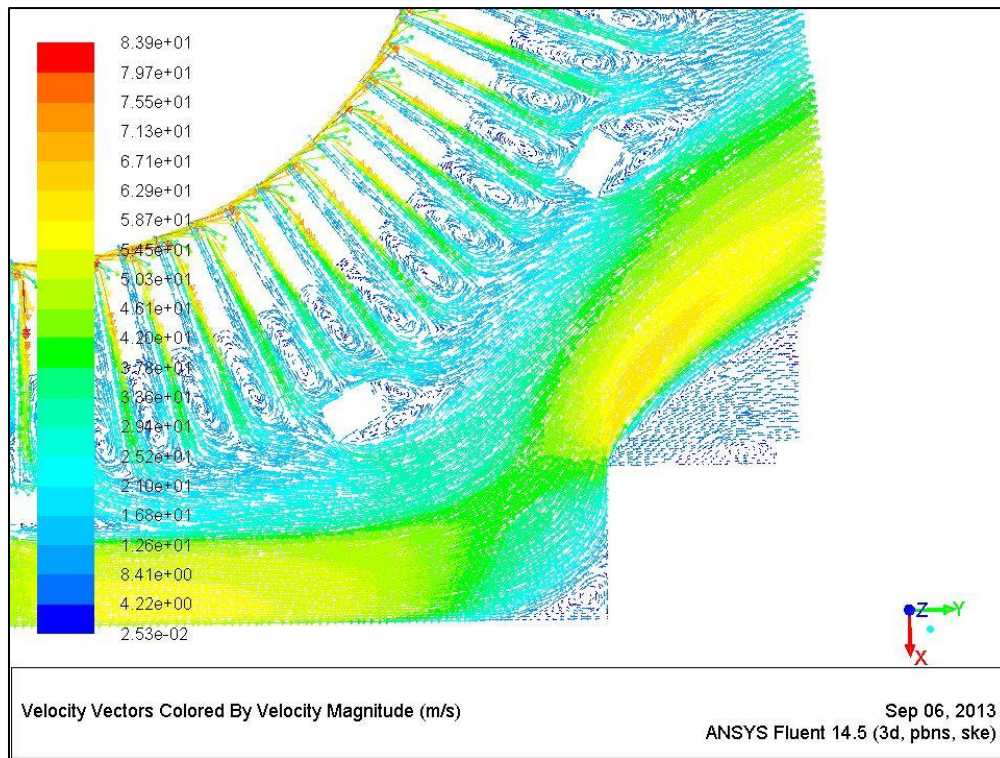 8.39e+01
7.97e+01
7.55e+01
7.13e+01
6.71e+01
6.29e+01
5.87e+01
5.45e+01
5.03e+01
4.61e+01
4.20e+01
3.78e+01
3.36e+01
2.94e+01
2.52e+01
2.10e+01
1.68e+01
1.26e+01
8.41e+00
4.22e+00
2.53e-02
Z Y
X
Velocity Vectors Colored By Velocity Magnitude (m/s)
Sep 06, 2013
ANSYS Fluent 14.5 (3d, pbns, ske)